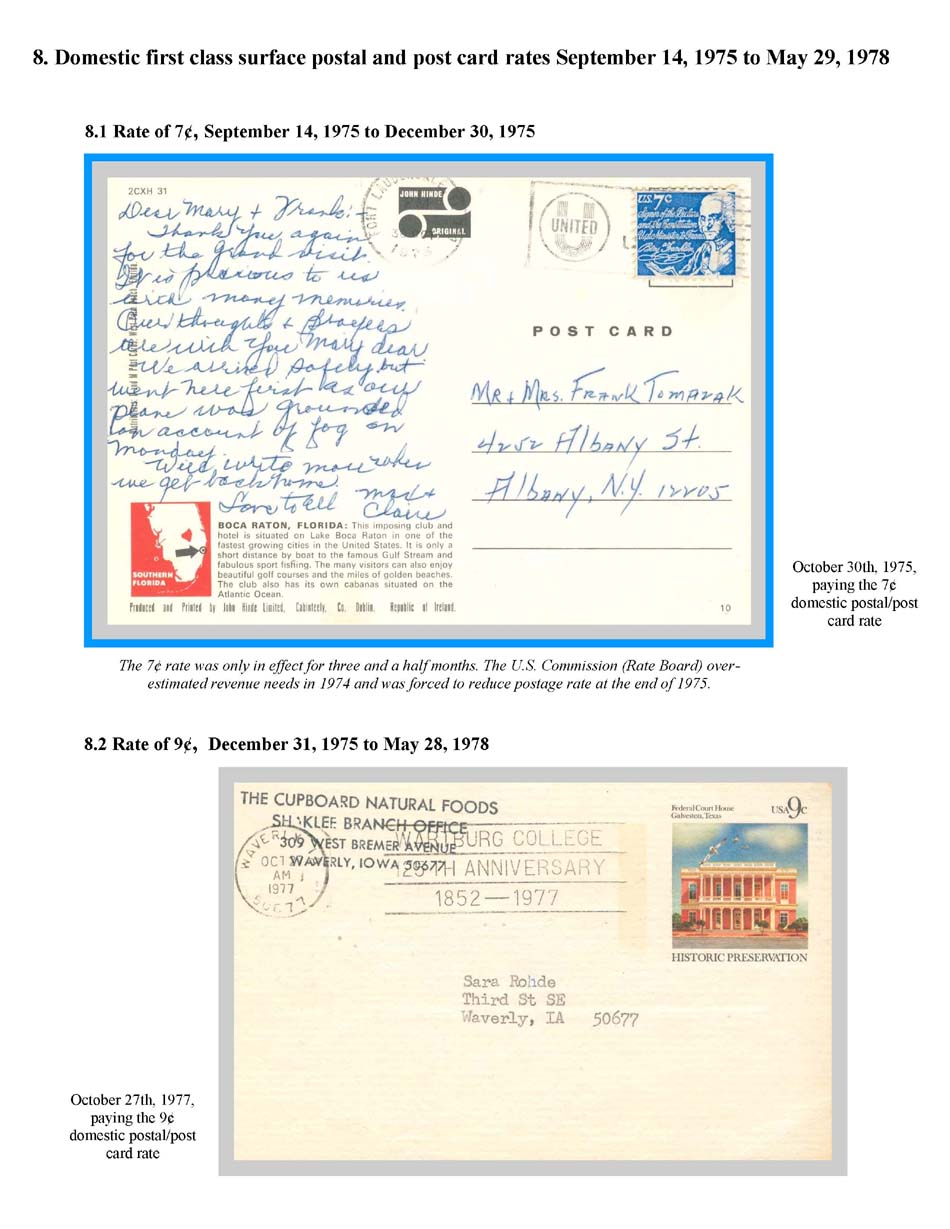 8. Domestic first class surface postal and post card rates September 14, 1975 to May 29, 1978
8.1 Rate of 7¢, September 14, 1975 to December 30, 1975
2CXH 31
Dear Mary & Frank:-
Thank you again
for the grand visit.
It is precious to us
with many memories.
Our thoughts & Prayers
are with you Mary dear
We arrived safely but
went here first as our
plane was grounded
on account of fog on
Monday.
Will write more when
we get back home.
Love to all
Claire
JOHN HINDE
ORIGINAL
FORT LAUDERDALE
1975
UNITED
U.S. 7c
POST CARD
Mr & Mrs. Frank Tomazak
4252 Albany St.
Albany, N.Y. 12205
SOUTHERN
FLORIDA
BOCA RATON, FLORIDA: This imposing club and
hotel is situated on Lake Boca Raton in one of the
fastest growing cities in the United States. It is only a
short distance by boat to the famous Gulf Stream and
fabulous sport fishing. The many visitors can also enjoy
beautiful golf courses and the miles of golden beaches.
The club also has its own cabanas situated on the
Atlantic Ocean.
Produced and Printed by John Hinde Limited, Cabinteely, Co. Dublin, Republic of Ireland.
10
October 30th, 1975,
paying the 7¢
domestic postal/post
card rate
The 7¢ rate was only in effect for three and a half months. The U.S. Commission (Rate Board) over-
estimated revenue needs in 1974 and was forced to reduce postage rate at the end of 1975.
8.2 Rate of 9¢,  December 31, 1975 to May 28, 1978
THE CUPBOARD NATURAL FOODS
SHAKLEE BRANCH OFFICE
309 WEST BREMER AVENUE
WAVERLY, IOWA 50677
WAVERLY
OCT 27
AM
1977
50677
WARTBURG COLLEGE
125TH ANNIVERSARY
1852—1977
Federal Court House
Galveston, Texas
USA 9c
HISTORIC PRESERVATION
Sara Rohde
Third St SE
Waverly, IA   50677
October 27th, 1977,
paying the 9¢
domestic postal/post
card rate